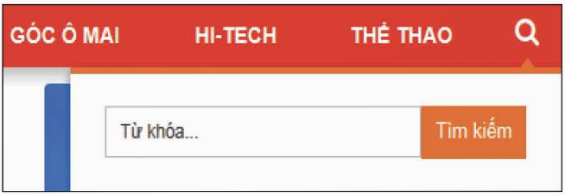 GÓC Ô MAI HI-TECH THỂ THAO
Từ khóa... Tìm kiếm